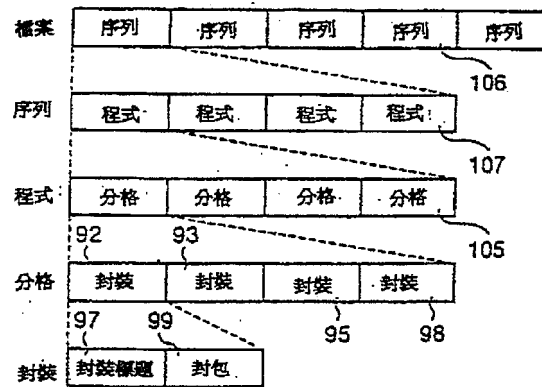 檔案 序列 序列 序列 序列 序列
106
序列 程式 程式 程式 程式
107
程式 分格 分格 分格 分格
105
92 93
分格 封裝 封裝 封裝 封裝
97 99 95 98
封裝 封裝標題 封包